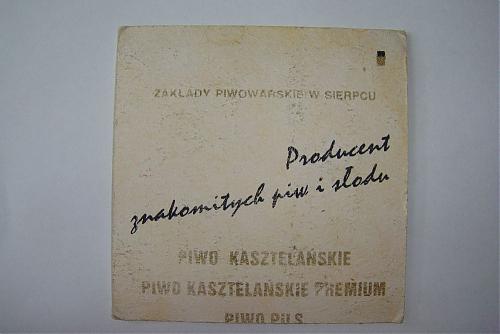 ZAKŁADY PIWOWARSKIE W SIERPCU
Producent
znakomitych piw i słodu
PIWO KASZTELAŃSKIE
PIWO KASZTELAŃSKIE PREMIUM
PIWO PILS